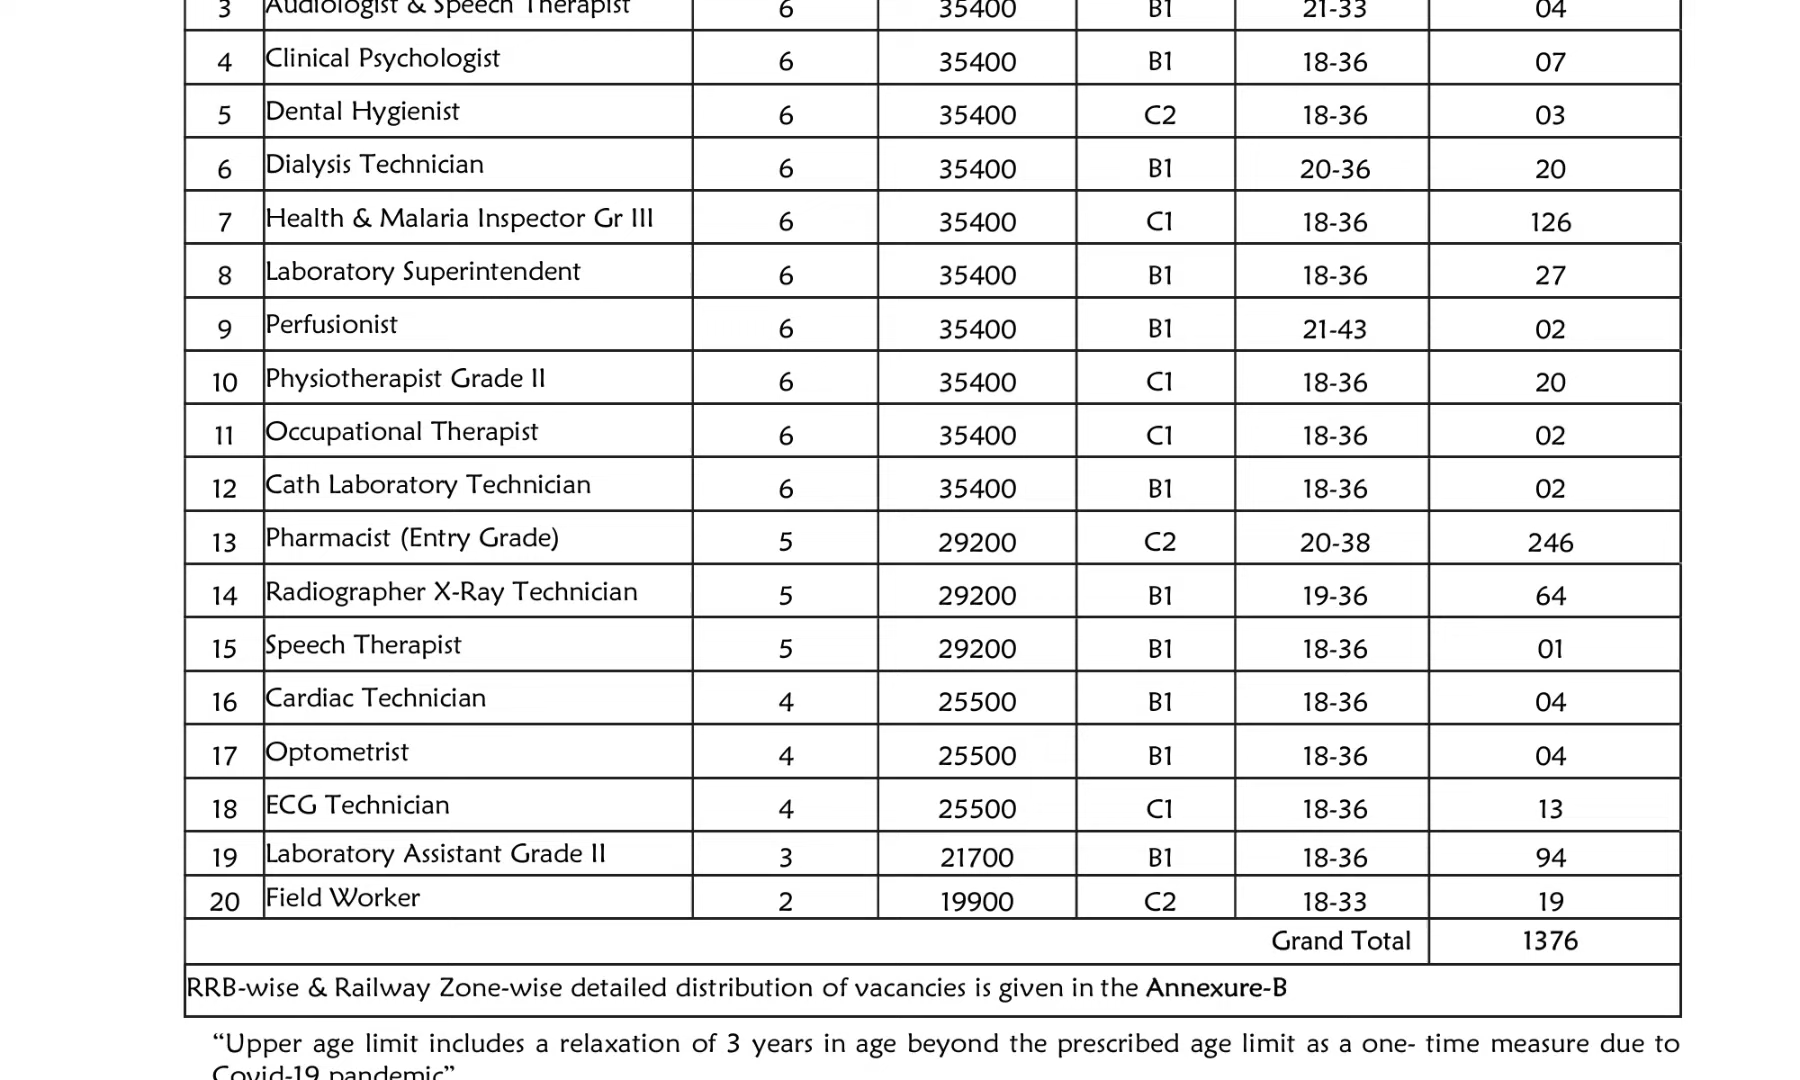 3 Audiologist & Speech Therapist 6 35400 B1 21-33 04
4 Clinical Psychologist 6 35400 B1 18-36 07
5 Dental Hygienist 6 35400 C2 18-36 03
6 Dialysis Technician 6 35400 B1 20-36 20
7 Health & Malaria Inspector Gr III 6 35400 C1 18-36 126
8 Laboratory Superintendent 6 35400 B1 18-36 27
9 Perfusionist 6 35400 B1 21-43 02
10 Physiotherapist Grade II 6 35400 C1 18-36 20
11 Occupational Therapist 6 35400 C1 18-36 02
12 Cath Laboratory Technician 6 35400 B1 18-36 02
13 Pharmacist (Entry Grade) 5 29200 C2 20-38 246
14 Radiographer X-Ray Technician 5 29200 B1 19-36 64
15 Speech Therapist 5 29200 B1 18-36 01
16 Cardiac Technician 4 25500 B1 18-36 04
17 Optometrist 4 25500 B1 18-36 04
18 ECG Technician 4 25500 C1 18-36 13
19 Laboratory Assistant Grade II 3 21700 B1 18-36 94
20 Field Worker 2 19900 C2 18-33 19
Grand Total 1376
RRB-wise & Railway Zone-wise detailed distribution of vacancies is given in the Annexure-B
“Upper age limit includes a relaxation of 3 years in age beyond the prescribed age limit as a one- time measure due to
Covid-19 pandemic”